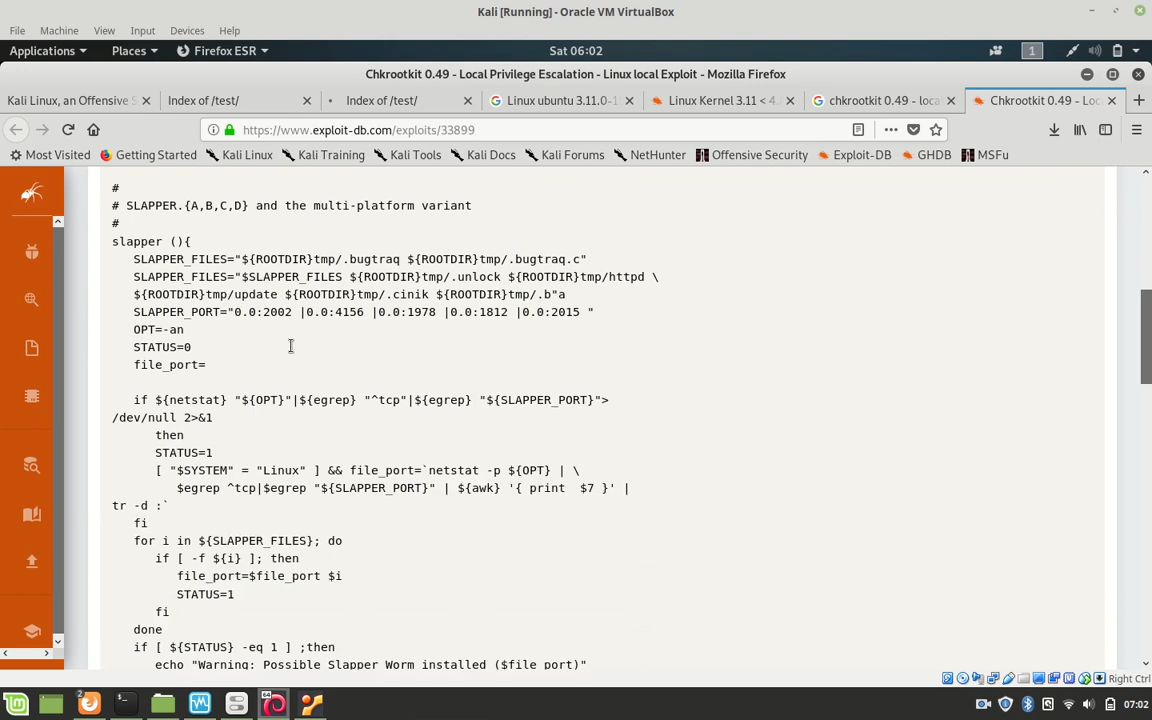 Kali [Running] - Oracle VM VirtualBox
File Machine View Input Devices Help
Applications Places Firefox ESR Sat 06:02 1
Chkrootkit 0.49 - Local Privilege Escalation - Linux local Exploit - Mozilla Firefox
Kali Linux, an Offensive S Index of /test/ Index of /test/ Linux ubuntu 3.11.0-1 Linux Kernel 3.11 < 4. chkrootkit 0.49 - loca Chkrootkit 0.49 - Loc
https://www.exploit-db.com/exploits/33899
Most Visited Getting Started Kali Linux Kali Training Kali Tools Kali Docs Kali Forums NetHunter Offensive Security Exploit-DB GHDB MSFu
#
# SLAPPER.{A,B,C,D} and the multi-platform variant
#
slapper (){
SLAPPER_FILES="${ROOTDIR}tmp/.bugtraq ${ROOTDIR}tmp/.bugtraq.c"
SLAPPER_FILES="$SLAPPER_FILES ${ROOTDIR}tmp/.unlock ${ROOTDIR}tmp/httpd \
${ROOTDIR}tmp/update ${ROOTDIR}tmp/.cinik ${ROOTDIR}tmp/.b"a
SLAPPER_PORT="0.0:2002 |0.0:4156 |0.0:1978 |0.0:1812 |0.0:2015 "
OPT=-an
STATUS=0
file_port=
if ${netstat} "${OPT}"|${egrep} "^tcp"|${egrep} "${SLAPPER_PORT}">
/dev/null 2>&1
then
STATUS=1
[ "$SYSTEM" = "Linux" ] && file_port=`netstat -p ${OPT} | \
$egrep ^tcp|$egrep "${SLAPPER_PORT}" | ${awk} '{ print $7 }' |
tr -d :`
fi
for i in ${SLAPPER_FILES}; do
if [ -f ${i} ]; then
file_port=$file_port $i
STATUS=1
fi
done
if [ ${STATUS} -eq 1 ] ;then
echo "Warning: Possible Slapper Worm installed ($file_port)"
Right Ctrl
2 64 07:02